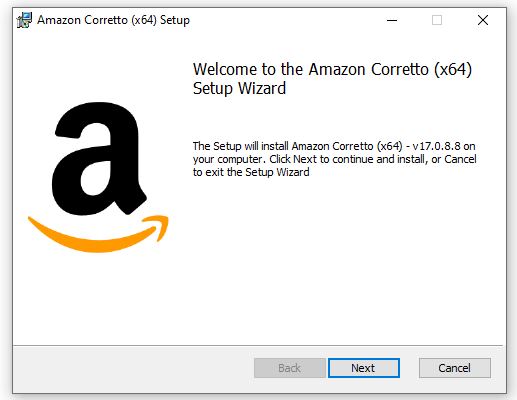 Amazon Corretto (x64) Setup
Welcome to the Amazon Corretto (x64)
Setup Wizard
The Setup will install Amazon Corretto (x64) - v17.0.8.8 on
your computer. Click Next to continue and install, or Cancel
to exit the Setup Wizard
a
Back Next Cancel